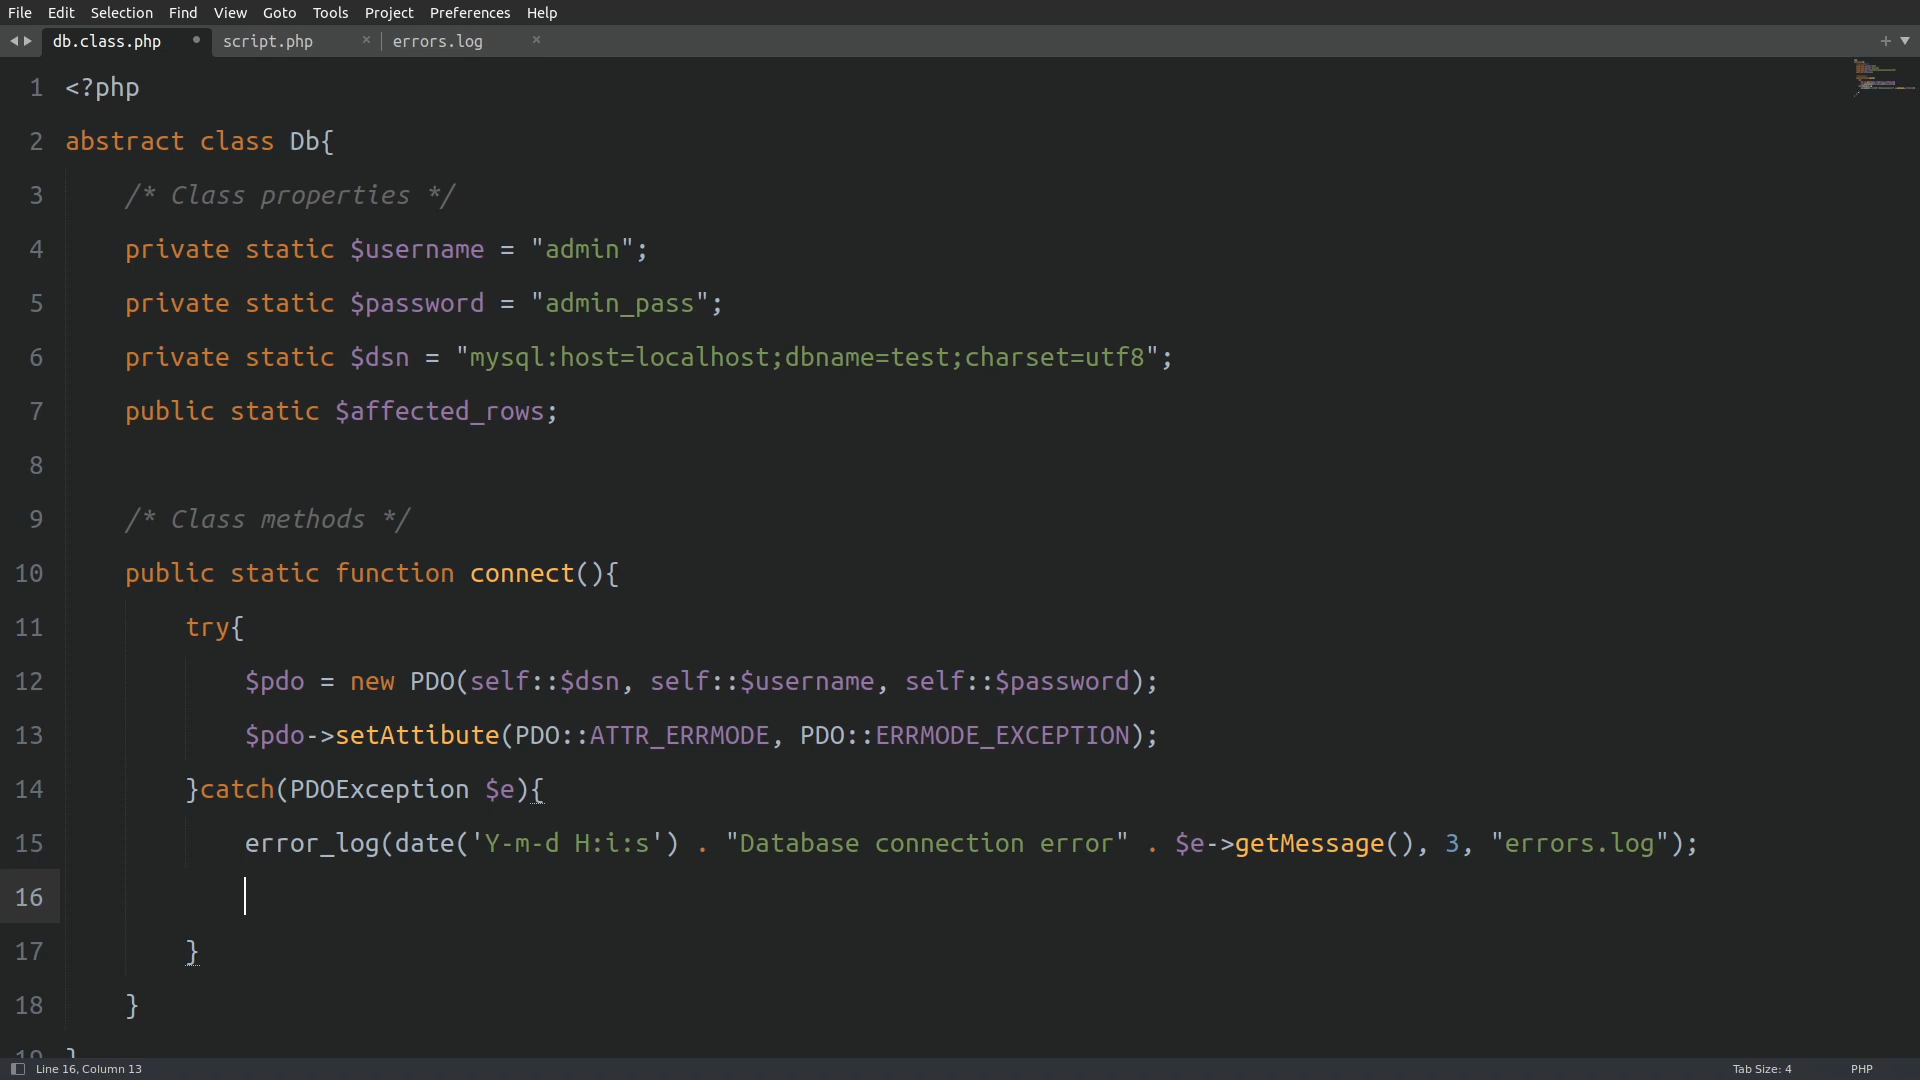 File Edit Selection Find View Goto Tools Project Preferences Help
db.class.php script.php errors.log
1 <?php
2 abstract class Db{
3 /* Class properties */
4 private static $username = "admin";
5 private static $password = "admin_pass";
6 private static $dsn = "mysql:host=localhost;dbname=test;charset=utf8";
7 public static $affected_rows;
8
9 /* Class methods */
10 public static function connect(){
11 try{
12 $pdo = new PDO(self::$dsn, self::$username, self::$password);
13 $pdo->setAttibute(PDO::ATTR_ERRMODE, PDO::ERRMODE_EXCEPTION);
14 }catch(PDOException $e){
15 error_log(date('Y-m-d H:i:s') . "Database connection error" . $e->getMessage(), 3, "errors.log");
16
17 }
18 }
19 }
Line 16, Column 13 Tab Size: 4 PHP